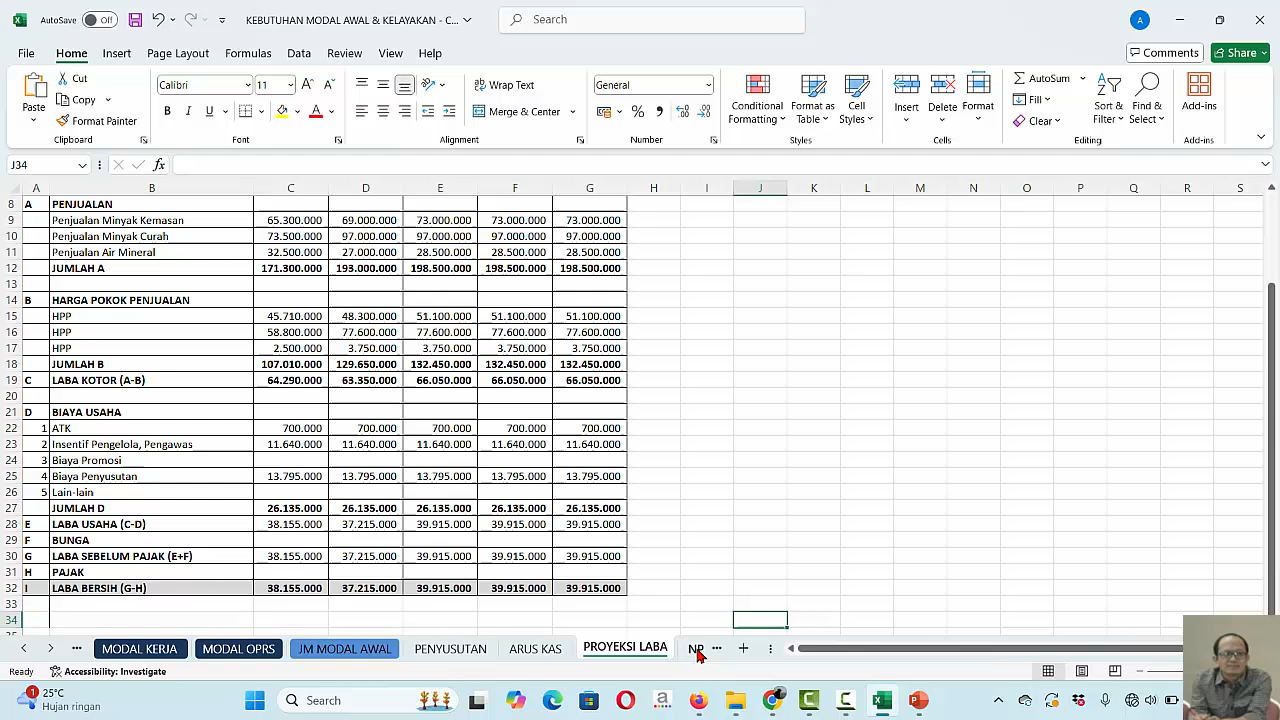 AutoSave Off KEBUTUHAN MODAL AWAL & KELAYAKAN - C... Search A
File Home Insert Page Layout Formulas Data Review View Help Comments Share
Paste Cut Copy Format Painter Clipboard
Calibri 11 B I U Font
Wrap Text Merge & Center Alignment
General % Number
Conditional Formatting Format as Table Cell Styles Styles
Insert Delete Format Cells
AutoSum Fill Clear Sort & Filter Find & Select Editing
Add-ins Add-ins
J34 fx
A B C D E F G H I J K L M N O P Q R S
8 A PENJUALAN
9 Penjualan Minyak Kemasan 65.300.000 69.000.000 73.000.000 73.000.000 73.000.000
10 Penjualan Minyak Curah 73.500.000 97.000.000 97.000.000 97.000.000 97.000.000
11 Penjualan Air Mineral 32.500.000 27.000.000 28.500.000 28.500.000 28.500.000
12 JUMLAH A 171.300.000 193.000.000 198.500.000 198.500.000 198.500.000
13
14 B HARGA POKOK PENJUALAN
15 HPP 45.710.000 48.300.000 51.100.000 51.100.000 51.100.000
16 HPP 58.800.000 77.600.000 77.600.000 77.600.000 77.600.000
17 HPP 2.500.000 3.750.000 3.750.000 3.750.000 3.750.000
18 JUMLAH B 107.010.000 129.650.000 132.450.000 132.450.000 132.450.000
19 C LABA KOTOR (A-B) 64.290.000 63.350.000 66.050.000 66.050.000 66.050.000
20
21 D BIAYA USAHA
22 1 ATK 700.000 700.000 700.000 700.000 700.000
23 2 Insentif Pengelola, Pengawas 11.640.000 11.640.000 11.640.000 11.640.000 11.640.000
24 3 Biaya Promosi
25 4 Biaya Penyusutan 13.795.000 13.795.000 13.795.000 13.795.000 13.795.000
26 5 Lain-lain
27 JUMLAH D 26.135.000 26.135.000 26.135.000 26.135.000 26.135.000
28 E LABA USAHA (C-D) 38.155.000 37.215.000 39.915.000 39.915.000 39.915.000
29 F BUNGA
30 G LABA SEBELUM PAJAK (E+F) 38.155.000 37.215.000 39.915.000 39.915.000 39.915.000
31 H PAJAK
32 I LABA BERSIH (G-H) 38.155.000 37.215.000 39.915.000 39.915.000 39.915.000
33
34
MODAL KERJA MODAL OPRS JM MODAL AWAL PENYUSUTAN ARUS KAS PROYEKSI LABA
Ready Accessibility: Investigate
1 25°C Search
Hujan ringan